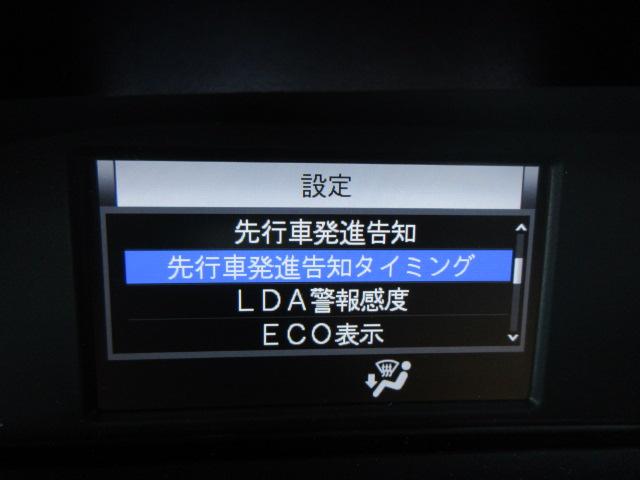 設定
先行車発進告知
先行車発進告知タイミング
ＬＤＡ警報感度
ＥＣＯ表示